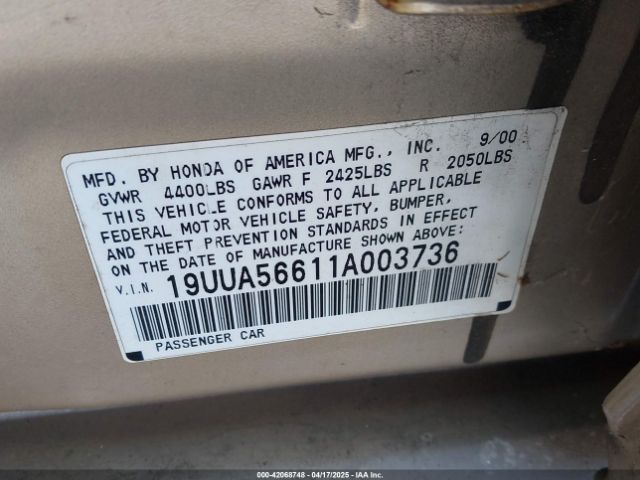 MFD. BY HONDA OF AMERICA MFG., INC. 9/00
GVWR 4400LBS GAWR F 2425LBS R 2050LBS
THIS VEHICLE CONFORMS TO ALL APPLICABLE
FEDERAL MOTOR VEHICLE SAFETY, BUMPER,
AND THEFT PREVENTION STANDARDS IN EFFECT
ON THE DATE OF MANUFACTURE SHOWN ABOVE:
V.I.N. 19UUA56611A003736
PASSENGER CAR
000-42068748 - 04/17/2025 - IAA Inc.